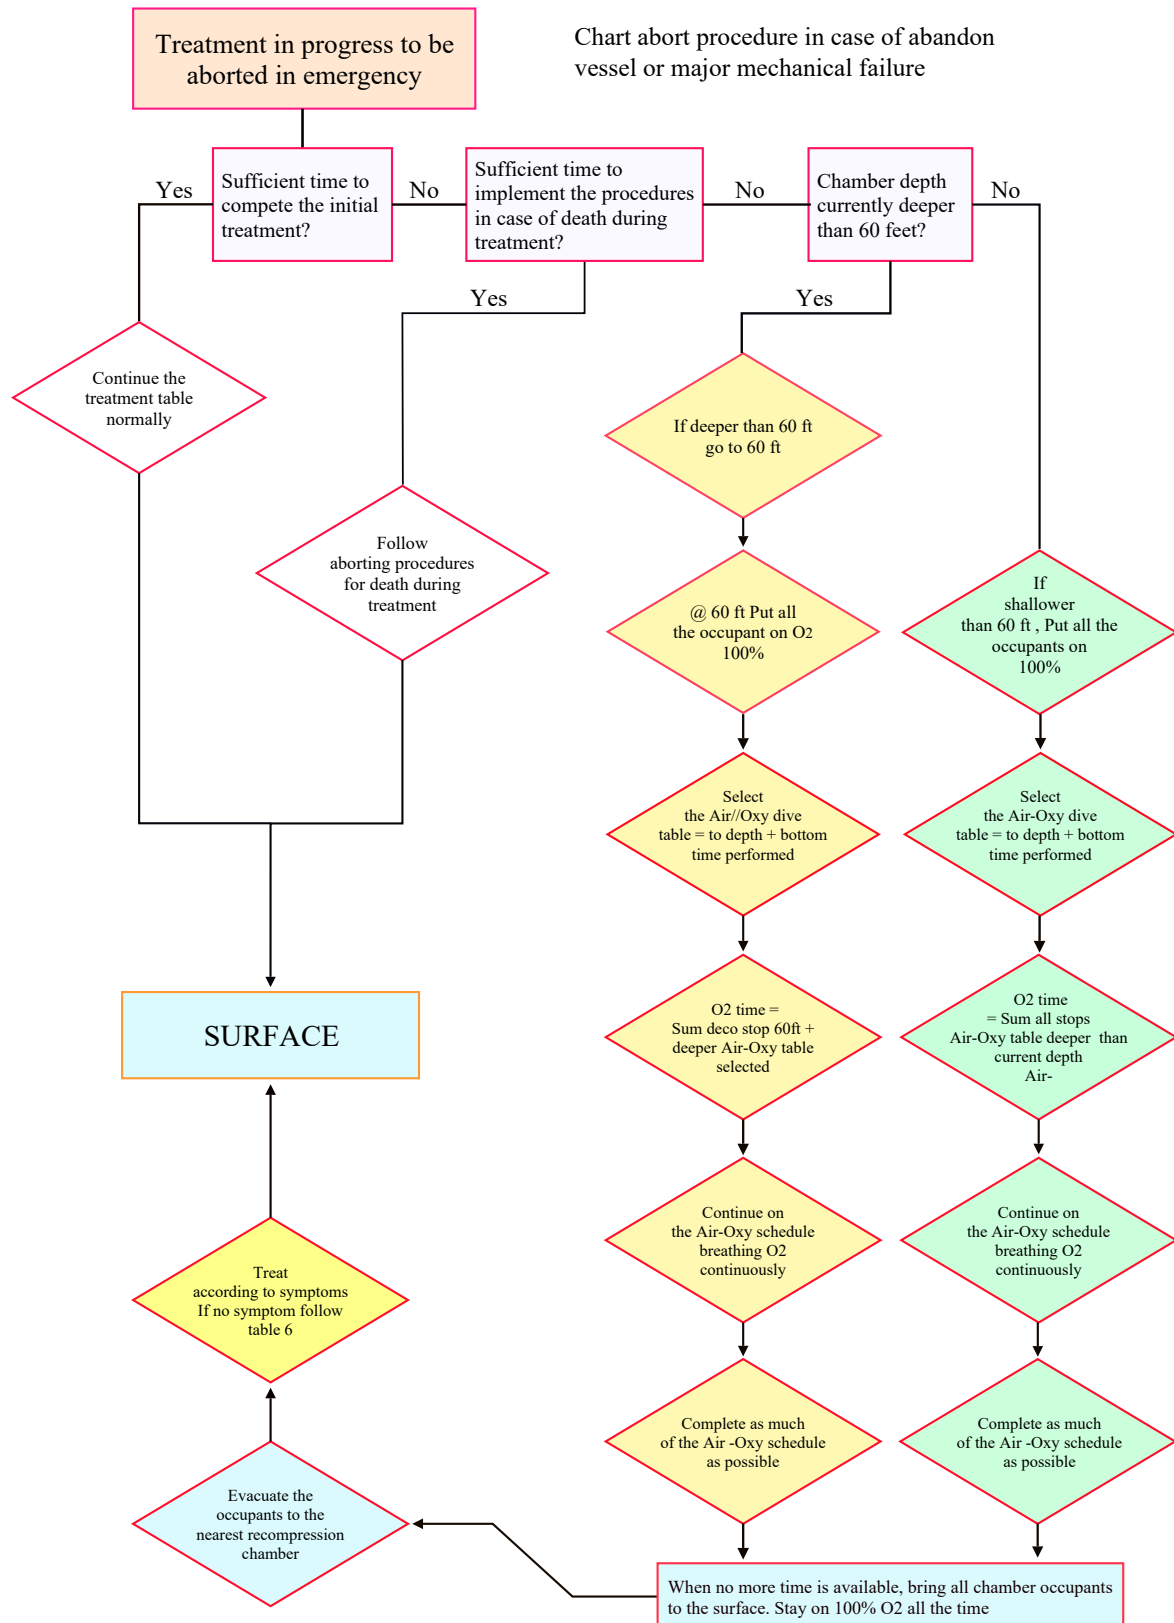 Treatment in progress to be
aborted in emergency
Chart abort procedure in case of abandon
vessel or major mechanical failure
Yes
Sufficient time to
compete the initial
treatment?
No
Sufficient time to
implement the procedures
in case of death during
treatment?
No
Chamber depth
currently deeper
than 60 feet?
No
Yes
Yes
Continue the
treatment table
normally
If deeper than 60 ft
go to 60 ft
Follow
aborting procedures
for death during
treatment
@ 60 ft Put all
the occupant on O2
100%
If
shallower
than 60 ft , Put all the
occupants on
100%
Select
the Air//Oxy dive
table = to depth + bottom
time performed
Select
the Air-Oxy dive
table = to depth + bottom
time performed
SURFACE
O2 time =
Sum deco stop 60ft +
deeper Air-Oxy table
selected
O2 time
= Sum all stops
Air-Oxy table deeper than
current depth
Air-
Continue on
the Air-Oxy schedule
breathing O2
continuously
Continue on
the Air-Oxy schedule
breathing O2
continuously
Treat
according to symptoms
If no symptom follow
table 6
Complete as much
of the Air -Oxy schedule
as possible
Complete as much
of the Air -Oxy schedule
as possible
Evacuate the
occupants to the
nearest recompression
chamber
When no more time is available, bring all chamber occupants
to the surface. Stay on 100% O2 all the time